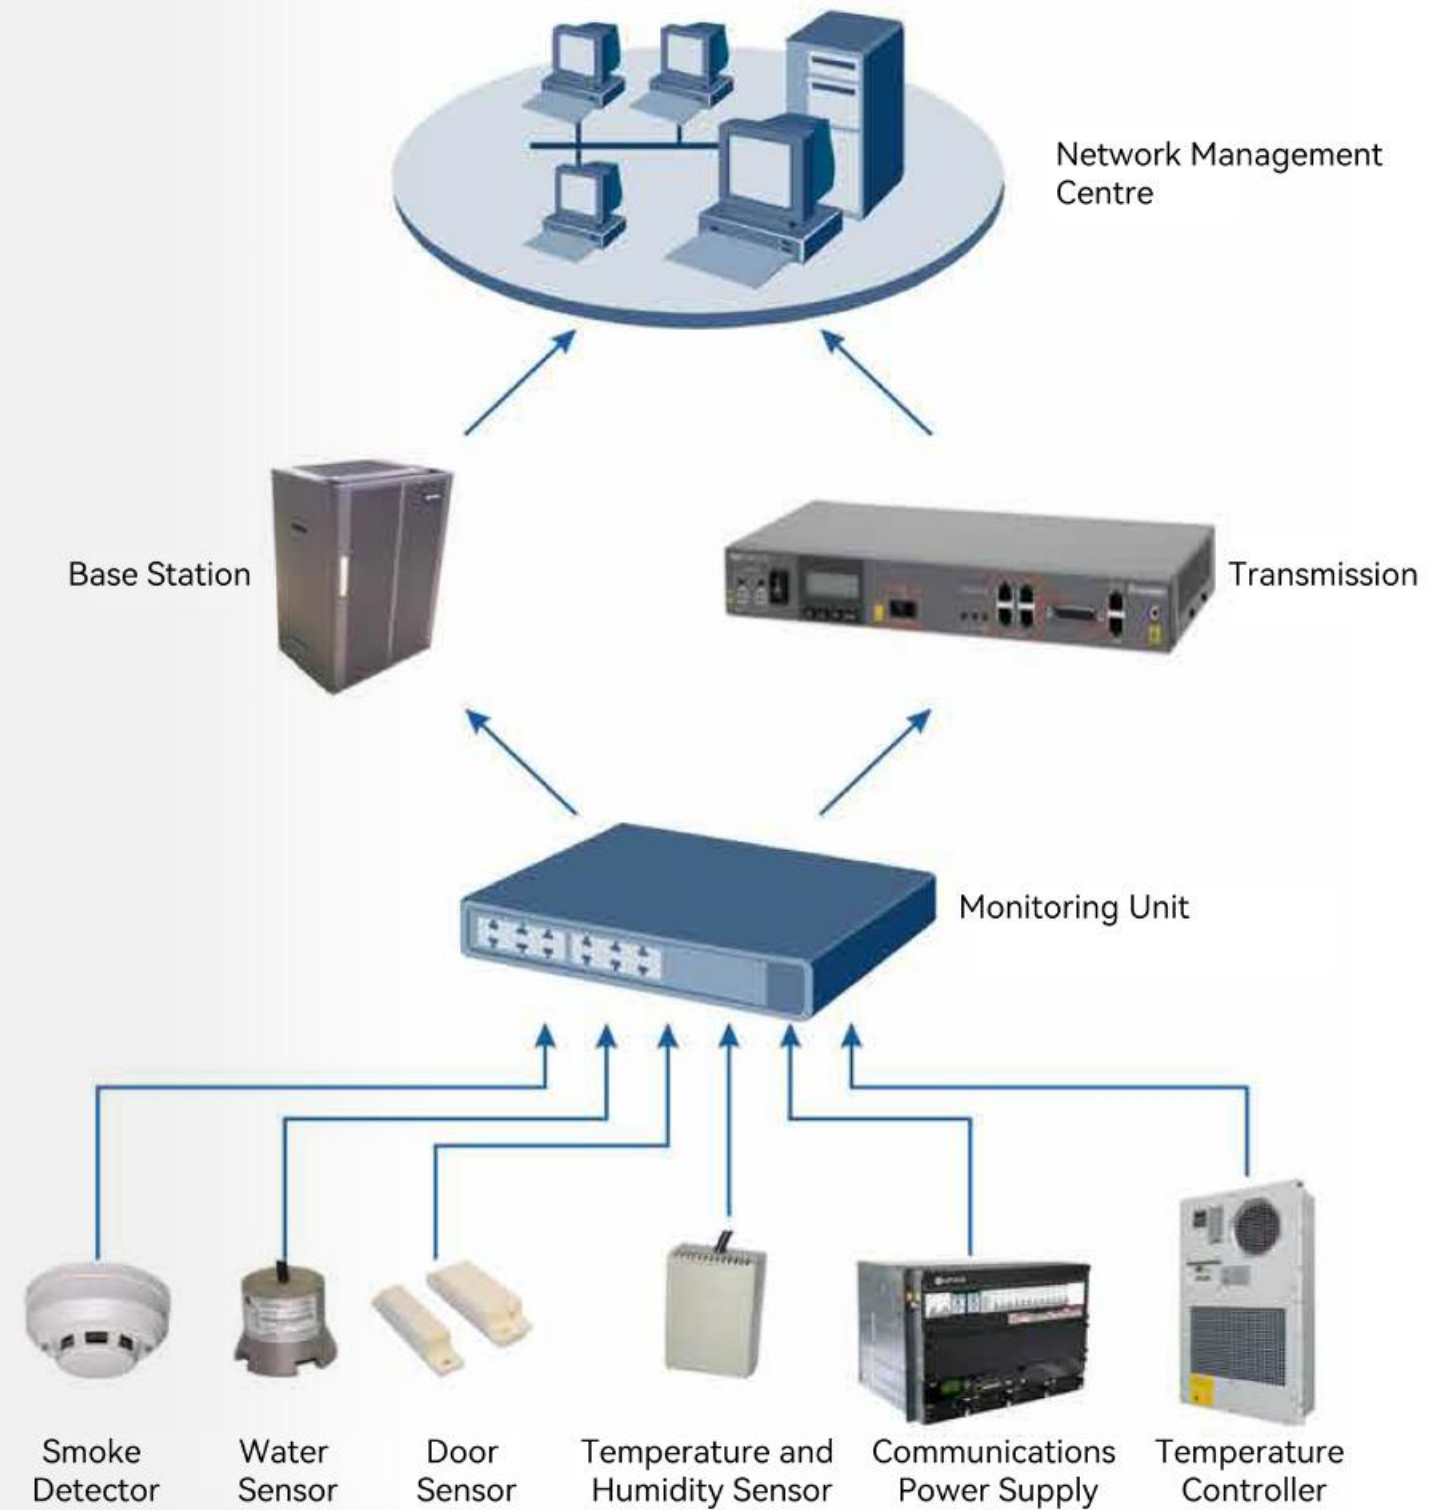 Network Management
Centre
Base Station
Transmission
Monitoring Unit
Smoke
Detector
Water
Sensor
Door
Sensor
Temperature and
Humidity Sensor
Communications
Power Supply
Temperature
Controller